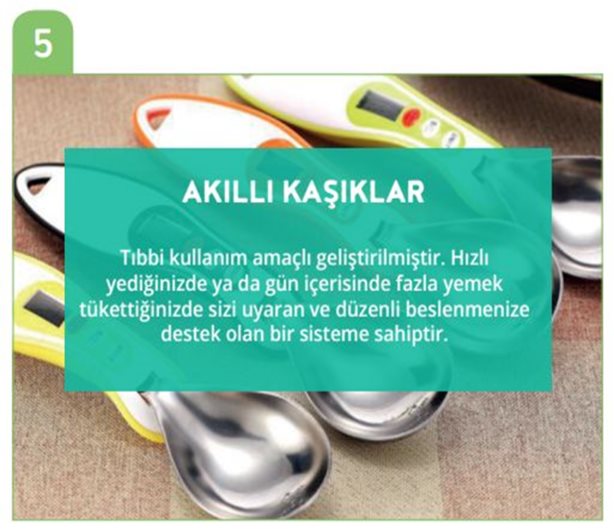 5
AKILLI KAŞIKLAR
Tıbbi kullanım amaçlı geliştirilmiştir. Hızlı
yediğinizde ya da gün içerisinde fazla yemek
tükettiğinizde sizi uyaran ve düzenli beslenmenize
destek olan bir sisteme sahiptir.